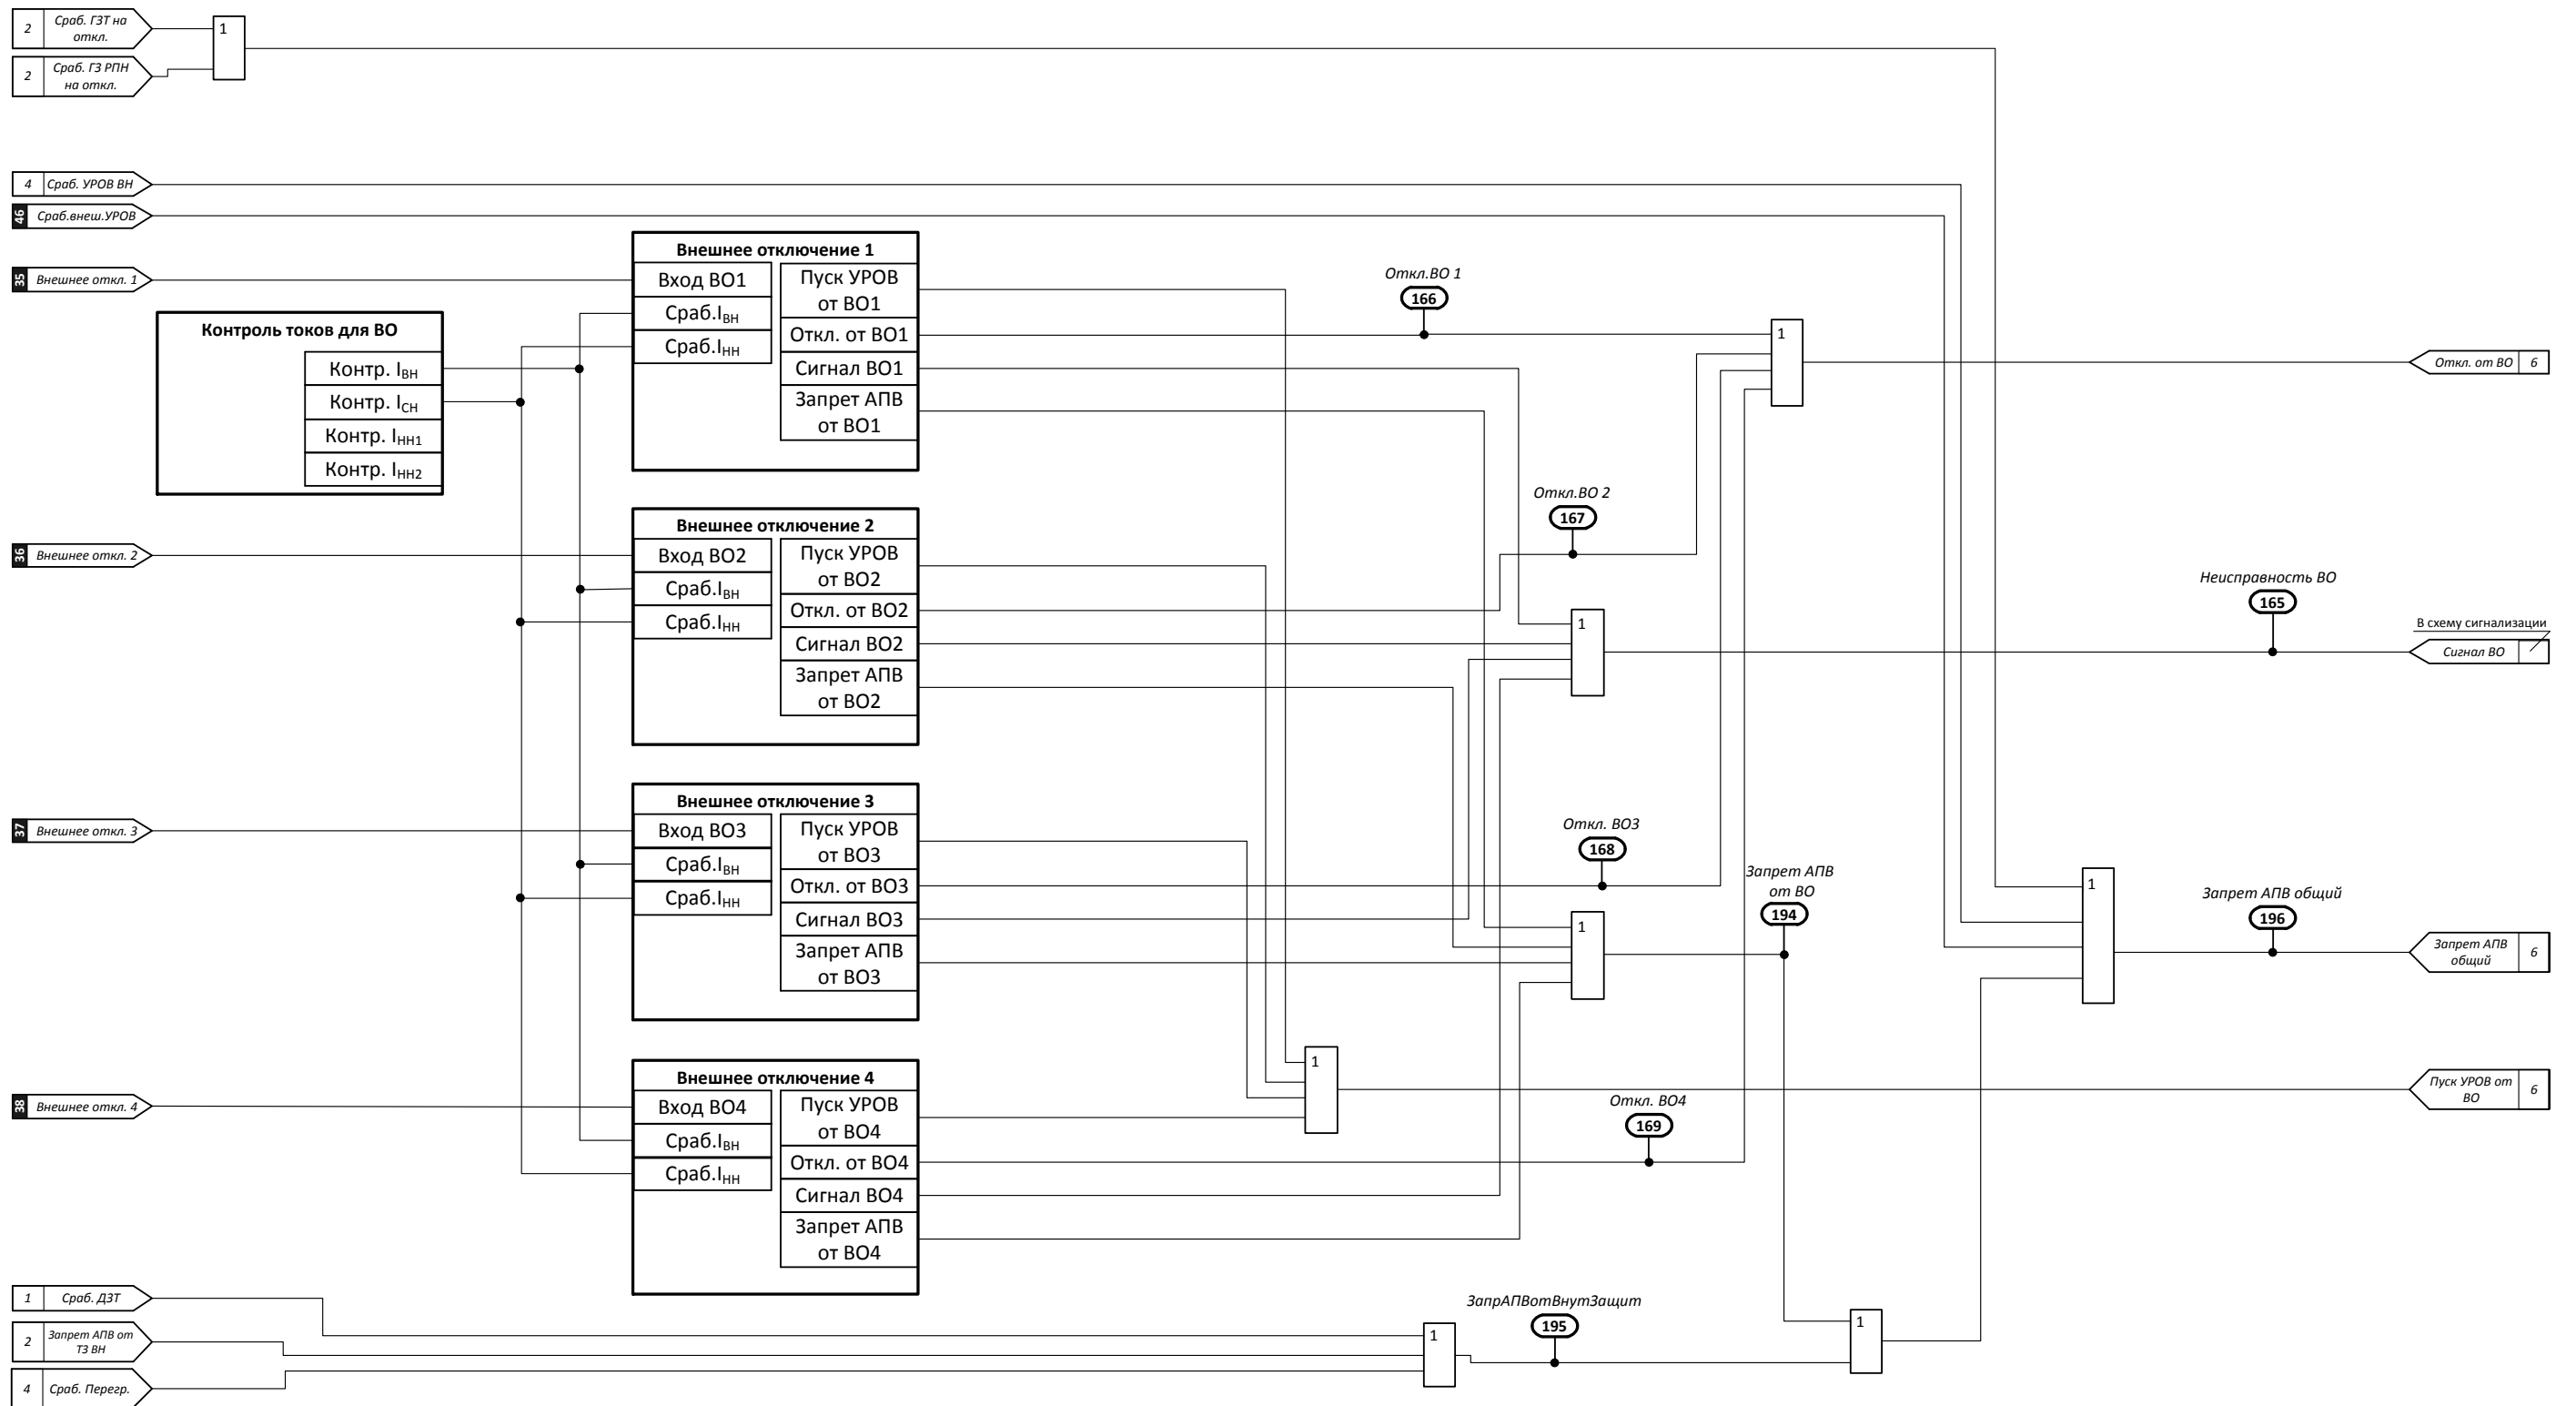 2 Сраб. ГЗТ на
откл.
1
2 Сраб. ГЗ РПН
на откл.
4 Сраб. УРОВ ВН
46 Сраб.внеш.УРОВ
35 Внешнее откл. 1
Контроль токов для ВО
Контр. IВН
Контр. IСН
Контр. IНН1
Контр. IНН2
Внешнее отключение 1
Вход ВО1
Сраб.IВН
Сраб.IНН
Пуск УРОВ
от ВО1
Откл. от ВО1
Сигнал ВО1
Запрет АПВ
от ВО1
Откл.ВО 1
166
1
Откл. от ВО 6
36 Внешнее откл. 2
Внешнее отключение 2
Вход ВО2
Сраб.IВН
Сраб.IНН
Пуск УРОВ
от ВО2
Откл. от ВО2
Сигнал ВО2
Запрет АПВ
от ВО2
Откл.ВО 2
167
1
Неисправность ВО
165
В схему сигнализации
Сигнал ВО
37 Внешнее откл. 3
Внешнее отключение 3
Вход ВО3
Сраб.IВН
Сраб.IНН
Пуск УРОВ
от ВО3
Откл. от ВО3
Сигнал ВО3
Запрет АПВ
от ВО3
Откл. ВО3
168
1
Запрет АПВ
от ВО
194
1
Запрет АПВ общий
196
Запрет АПВ
общий
6
38 Внешнее откл. 4
Внешнее отключение 4
Вход ВО4
Сраб.IВН
Сраб.IНН
Пуск УРОВ
от ВО4
Откл. от ВО4
Сигнал ВО4
Запрет АПВ
от ВО4
1
Откл. ВО4
169
Пуск УРОВ от
ВО
6
1 Сраб. ДЗТ
2 Запрет АПВ от
ТЗ ВН
4 Сраб. Перегр.
1
ЗапрАПВотВнутЗащит
195
1